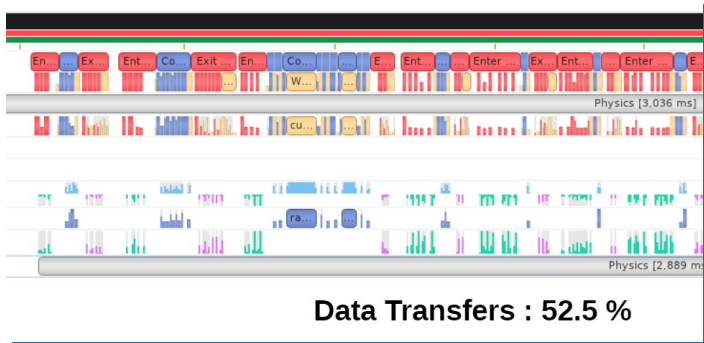 En... ... Ex... Ent... Co... Exit ... En... Co... ... E... Ent... ... ... Enter ... Ex... Ent... ... Enter ... E...
... W... ...
Physics [3,036 ms]
cu... ...
ra... ...
Physics [2,889 ms
Data Transfers : 52.5 %